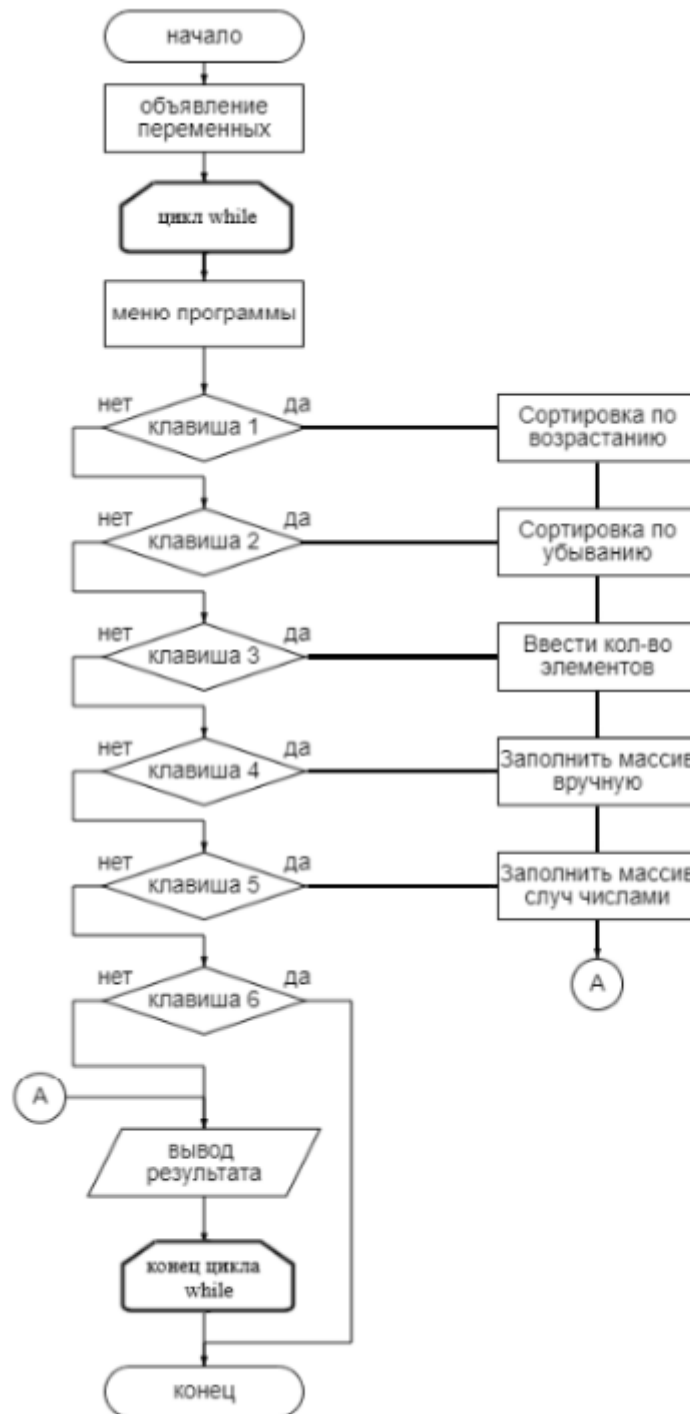 начало
объявление
переменных
цикл while
меню программы
нет
да
клавиша 1
Сортировка по
возрастанию
нет
да
клавиша 2
Сортировка по
убыванию
нет
да
клавиша 3
Ввести кол-во
элементов
нет
да
клавиша 4
Заполнить массив
вручную
нет
да
клавиша 5
Заполнить массив
случ числами
нет
да
клавиша 6
А
А
вывод
результата
конец цикла
while
конец